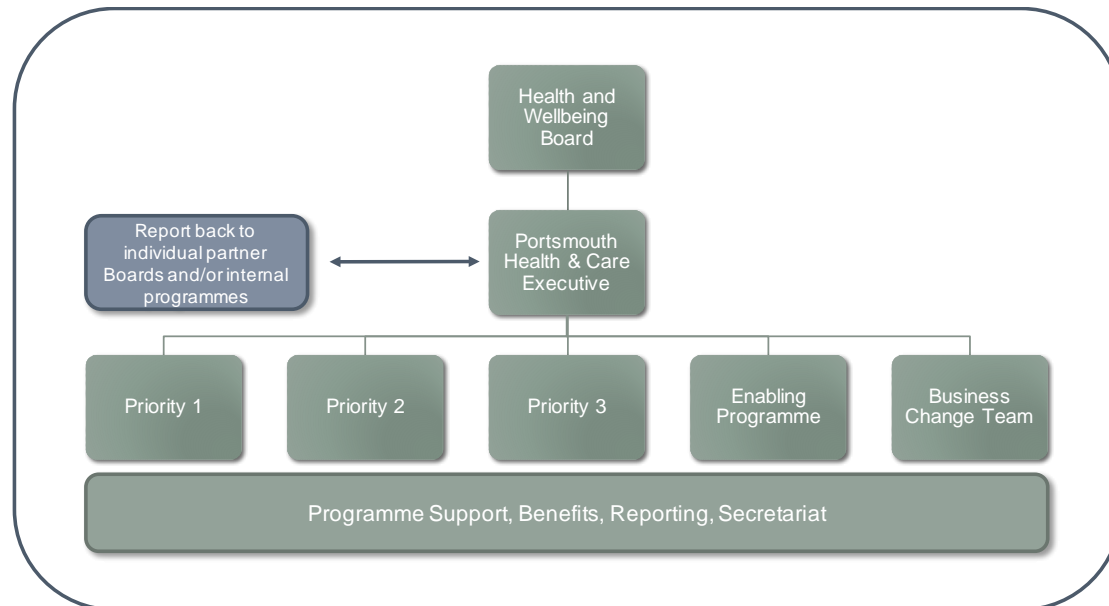 Health and
Wellbeing
Board
Report back to
individual partner
Boards and/or internal
programmes
Portsmouth
Health & Care
Executive
Priority 1
Priority 2
Priority 3
Enabling
Programme
Business
Change Team
Programme Support, Benefits, Reporting, Secretariat